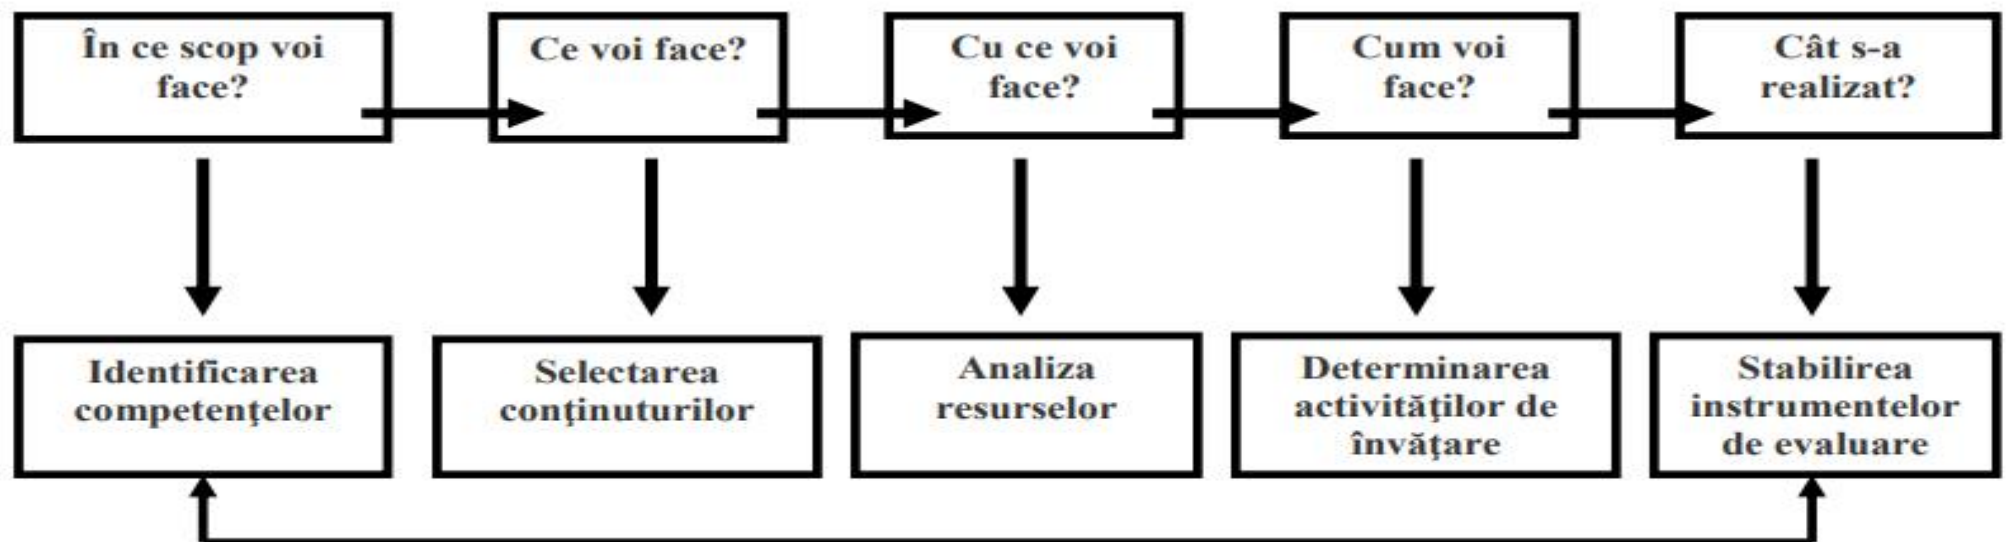 În ce scop voi
face?
Ce voi face?
Cu ce voi
face?
Cum voi
face?
Cât s-a
realizat?
Identificarea
competenţelor
Selectarea
conţinuturilor
Analiza
resurselor
Determinarea
activităţilor de
învăţare
Stabilirea
instrumentelor
de evaluare